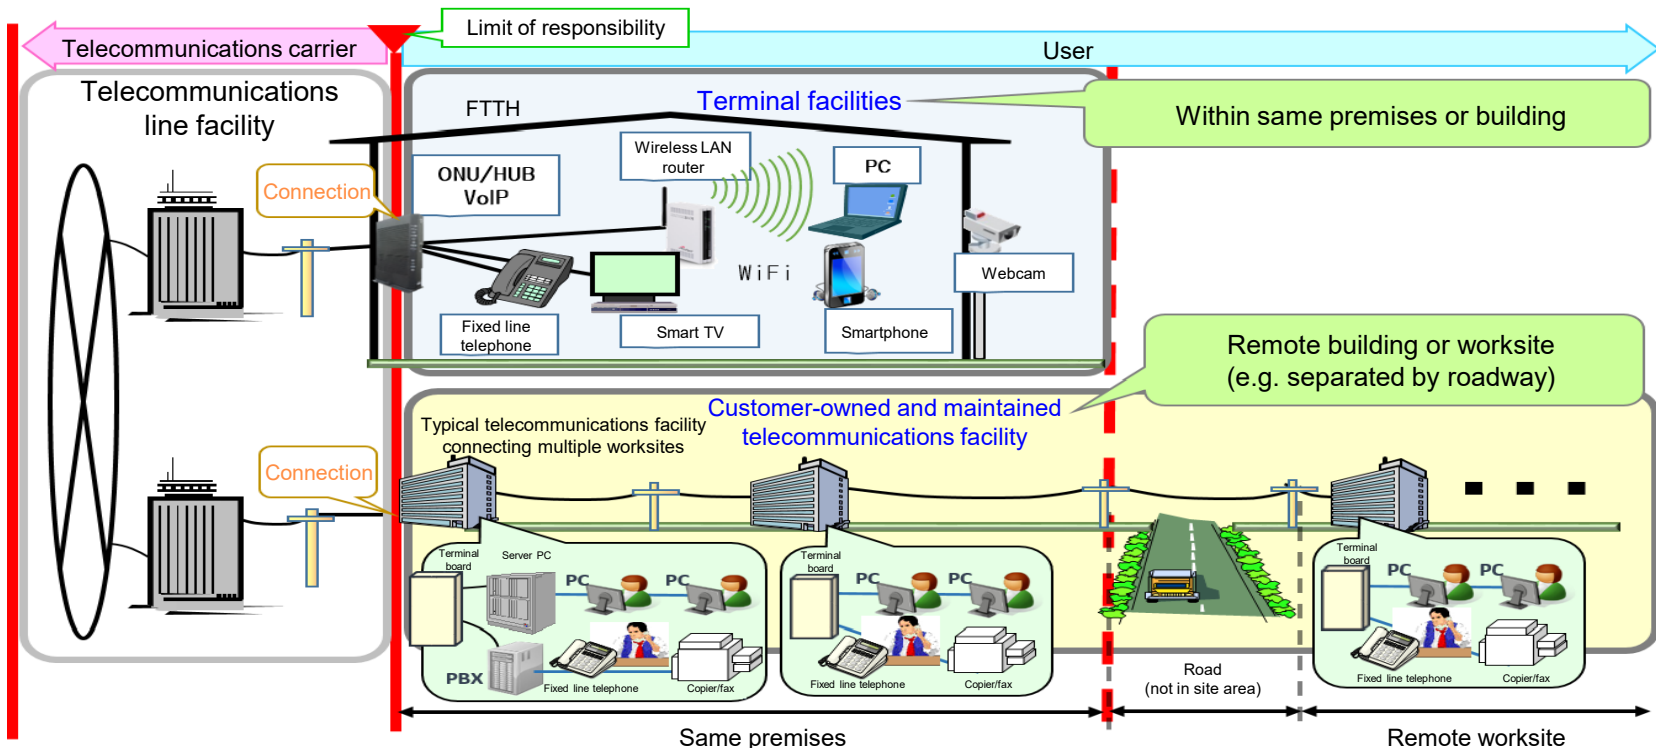 Limit of responsibility
Telecommunications carrier
User
Telecommunications
line facility
FTTH
Terminal facilities
Within same premises or building
Connection
ONU/HUB
VoIP
Wireless LAN
router
PC
WiFi
Webcam
Fixed line
telephone
Smart TV
Smartphone
Remote building or worksite
(e.g. separated by roadway)
Typical telecommunications facility
connecting multiple worksites
Customer-owned and maintained
telecommunications facility
Connection
Terminal
board
Server PC
PC
PC
PBX
Fixed line telephone
Copier/fax
Terminal
board
PC
PC
Fixed line telephone
Copier/fax
Road
(not in site area)
Terminal
board
PC
PC
Fixed line telephone
Copier/fax
Same premises
Remote worksite